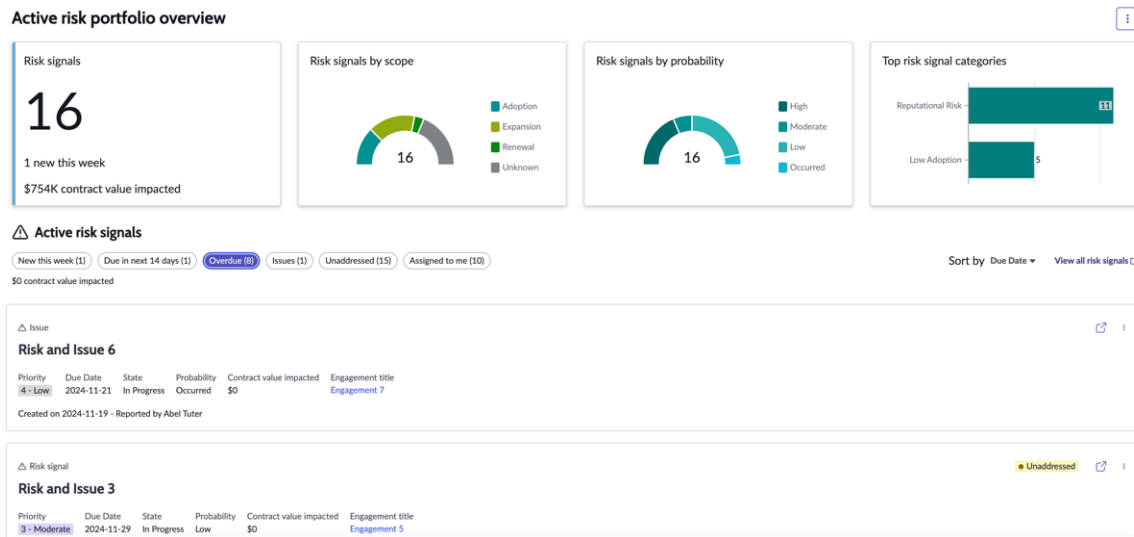 Active risk portfolio overview
Risk signals
16
1 new this week
$754K contract value impacted
Risk signals by scope
16
Adoption
Expansion
Renewal
Unknown
Risk signals by probability
16
High
Moderate
Low
Occurred
Top risk signal categories
Reputational Risk
11
Low Adoption
5
Active risk signals
New this week (1) Due in next 14 days (1) Overdue (8) Issues (1) Unaddressed (15) Assigned to me (10)
Sort by Due Date View all risk signals
$0 contract value impacted
Issue
Risk and Issue 6
Priority Due Date State Probability Contract value impacted Engagement title
4 - Low 2024-11-21 In Progress Occurred $0 Engagement 7
Created on 2024-11-19 - Reported by Abel Tuter
Risk signal
Unaddressed
Risk and Issue 3
Priority Due Date State Probability Contract value impacted Engagement title
3 - Moderate 2024-11-29 In Progress Low $0 Engagement 5